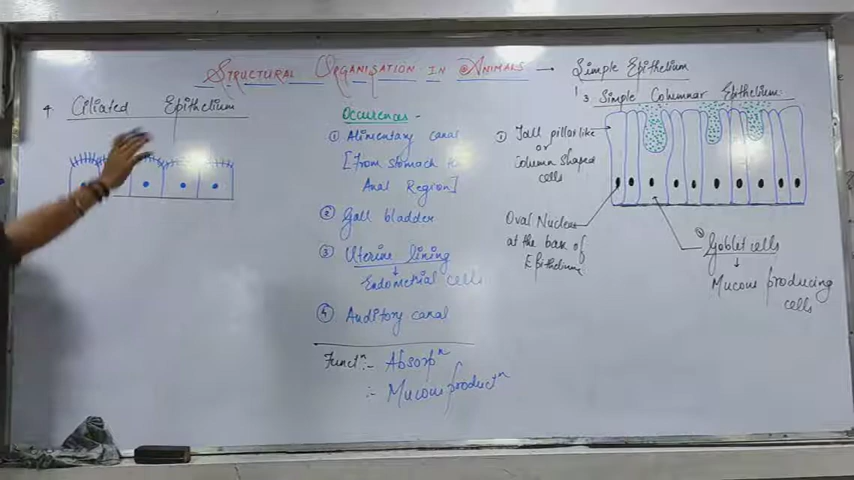 Structural Organisation in Animals → Simple Epithelium
4 Ciliated Epithelium
Occurences -
① Alimentary canal
[From stomach to
Anal Region]
② Gall bladder
③ Uterine lining
↓
Endometrial cells
④ Auditory canal
Functⁿ :- Absorpⁿ
:- Mucous productⁿ
3 Simple Columnar Epithelium
① Tall pillar like
or
Column shaped
cells
Oval Nucleus
at the base of
Epithelium
② Goblet cells
↓
Mucous producing
cells